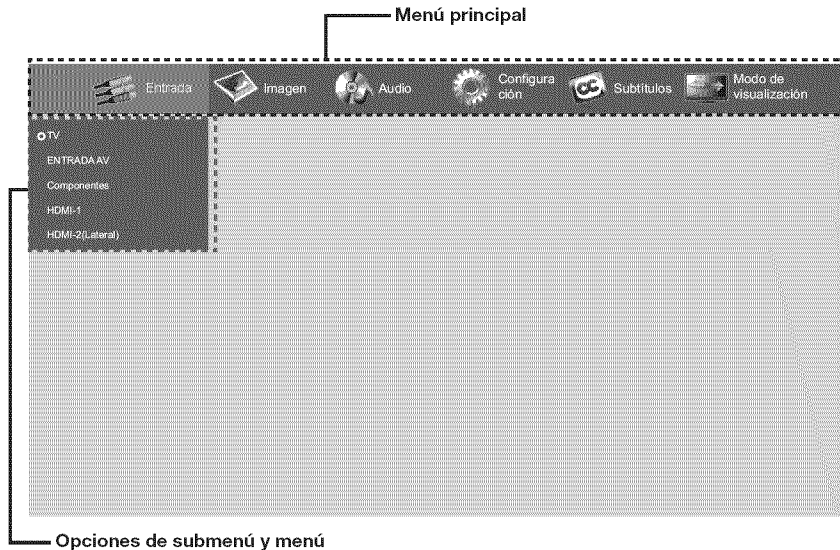 Menú principal
Entrada
Imagen
Audio
Configura
ción
Subtítulos
Modo de
visualización
TV
ENTRADA AV
Componentes
HDMI-1
HDMI-2(Lateral)
Opciones de submenú y menú